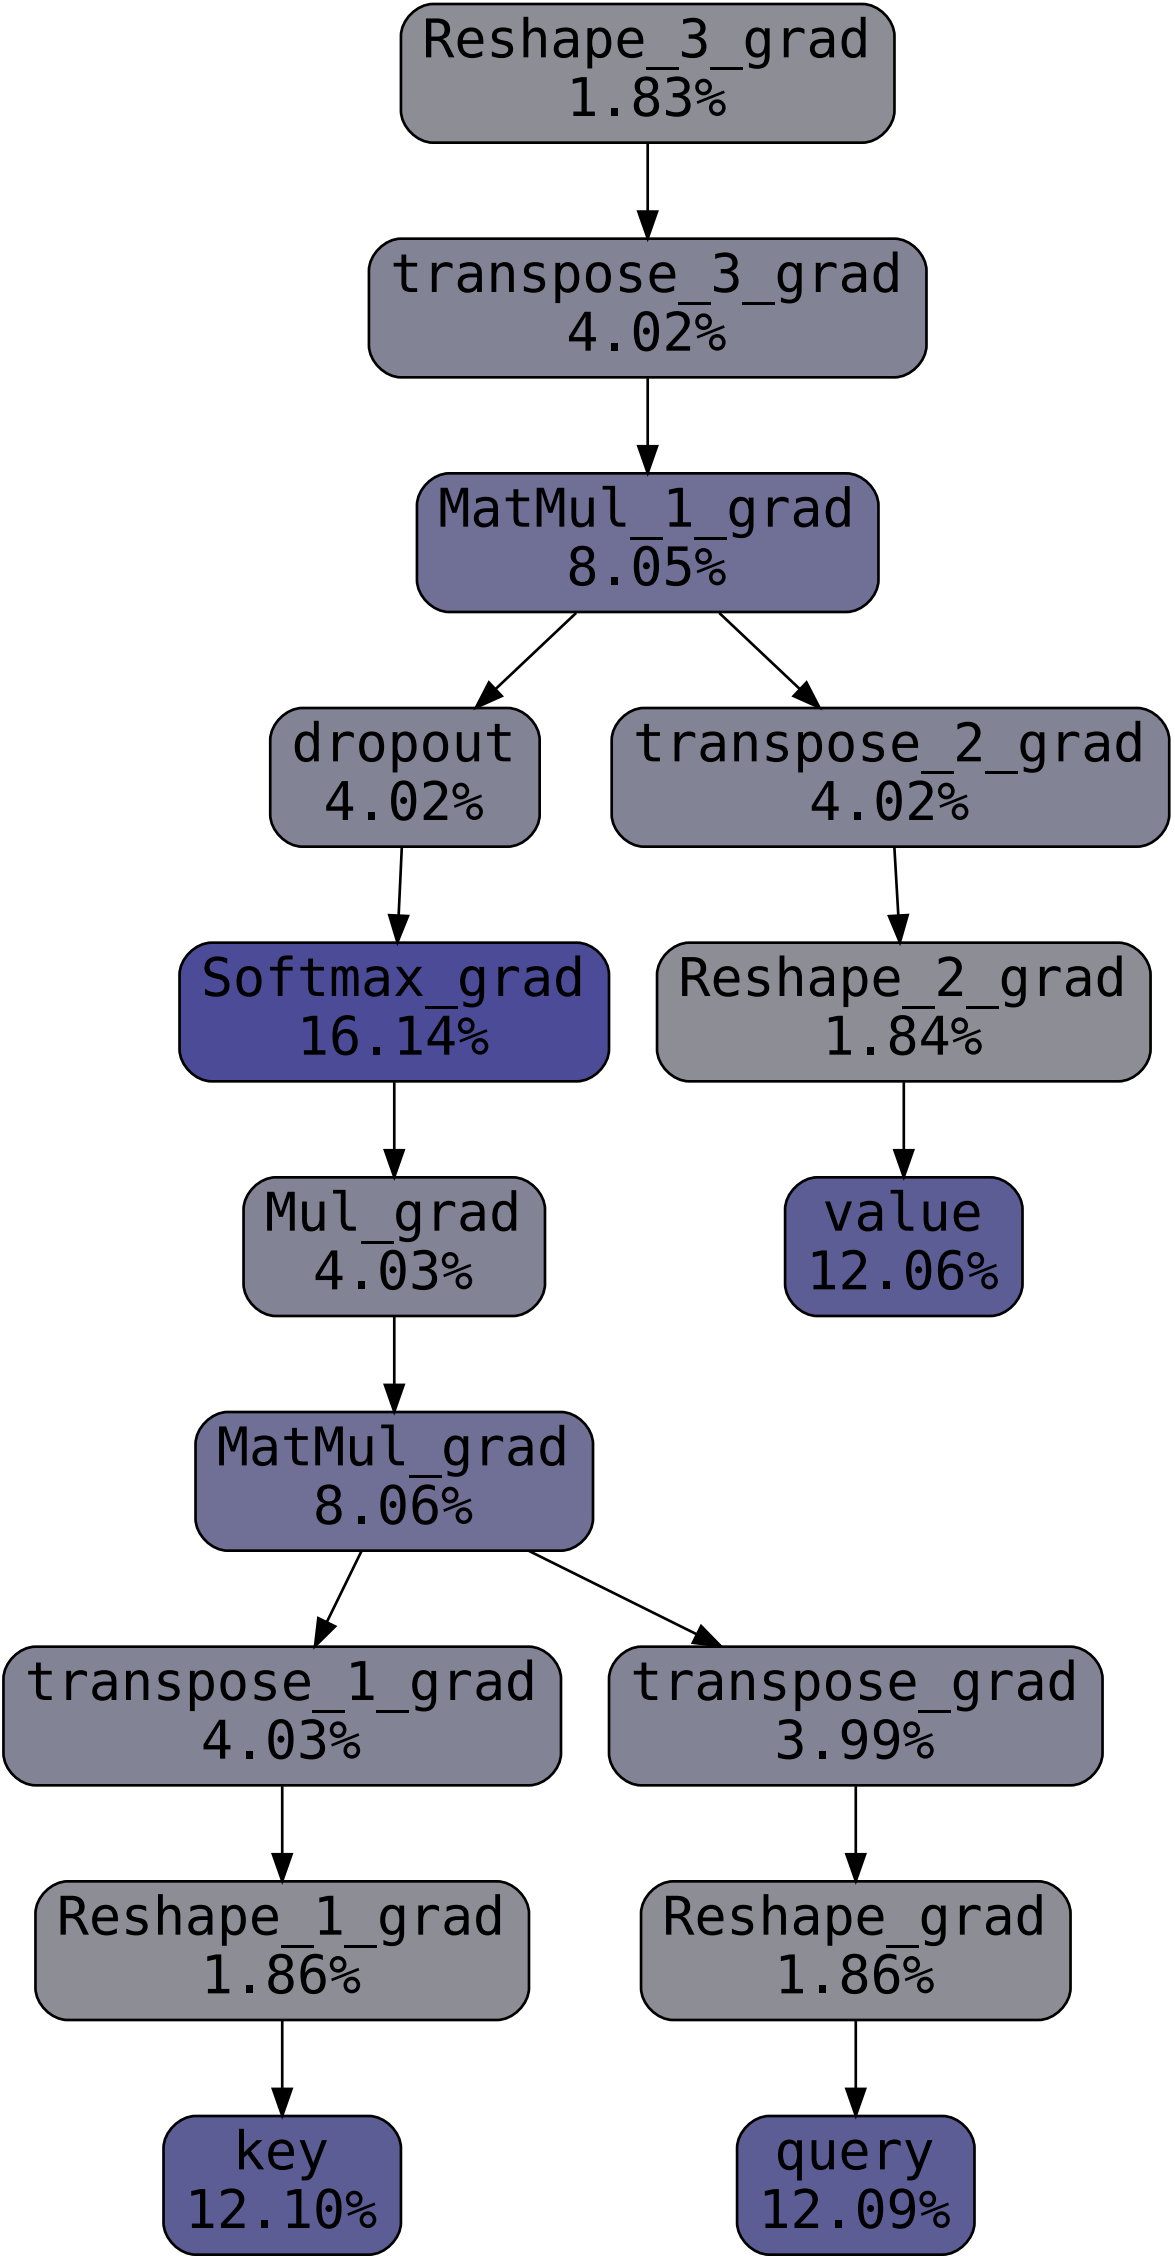 Reshape_3_grad
1.83%
transpose_3_grad
4.02%
MatMul_1_grad
8.05%
dropout
4.02%
transpose_2_grad
4.02%
Softmax_grad
16.14%
Reshape_2_grad
1.84%
Mul_grad
4.03%
value
12.06%
MatMul_grad
8.06%
transpose_1_grad
4.03%
transpose_grad
3.99%
Reshape_1_grad
1.86%
Reshape_grad
1.86%
key
12.10%
query
12.09%